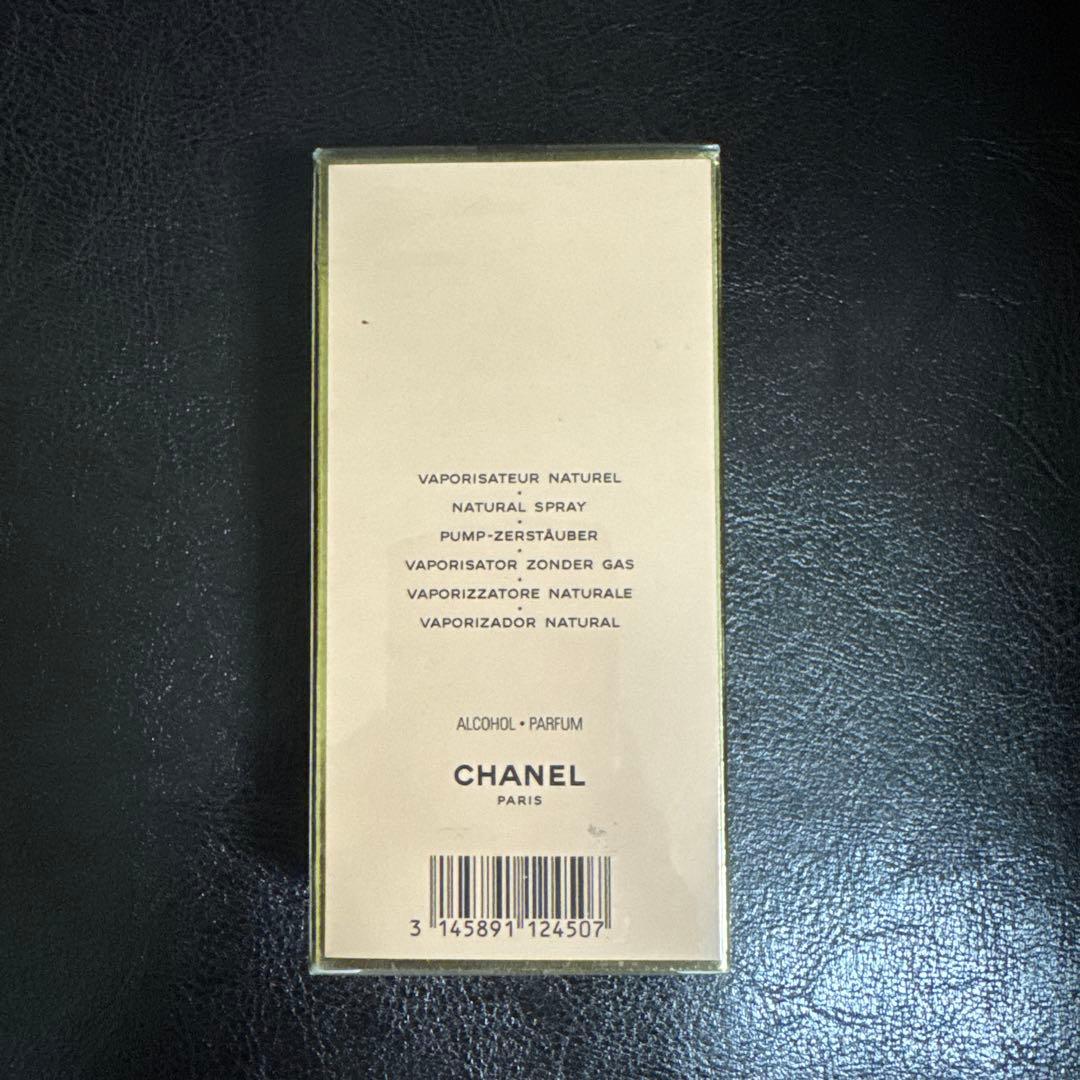 VAPORISATEUR NATUREL
•
NATURAL SPRAY
•
PUMP-ZERSTÄUBER
•
VAPORISATOR ZONDER GAS
•
VAPORIZZATORE NATURALE
•
VAPORIZADOR NATURAL
ALCOHOL • PARFUM
CHANEL
PARIS
3 145891 124507